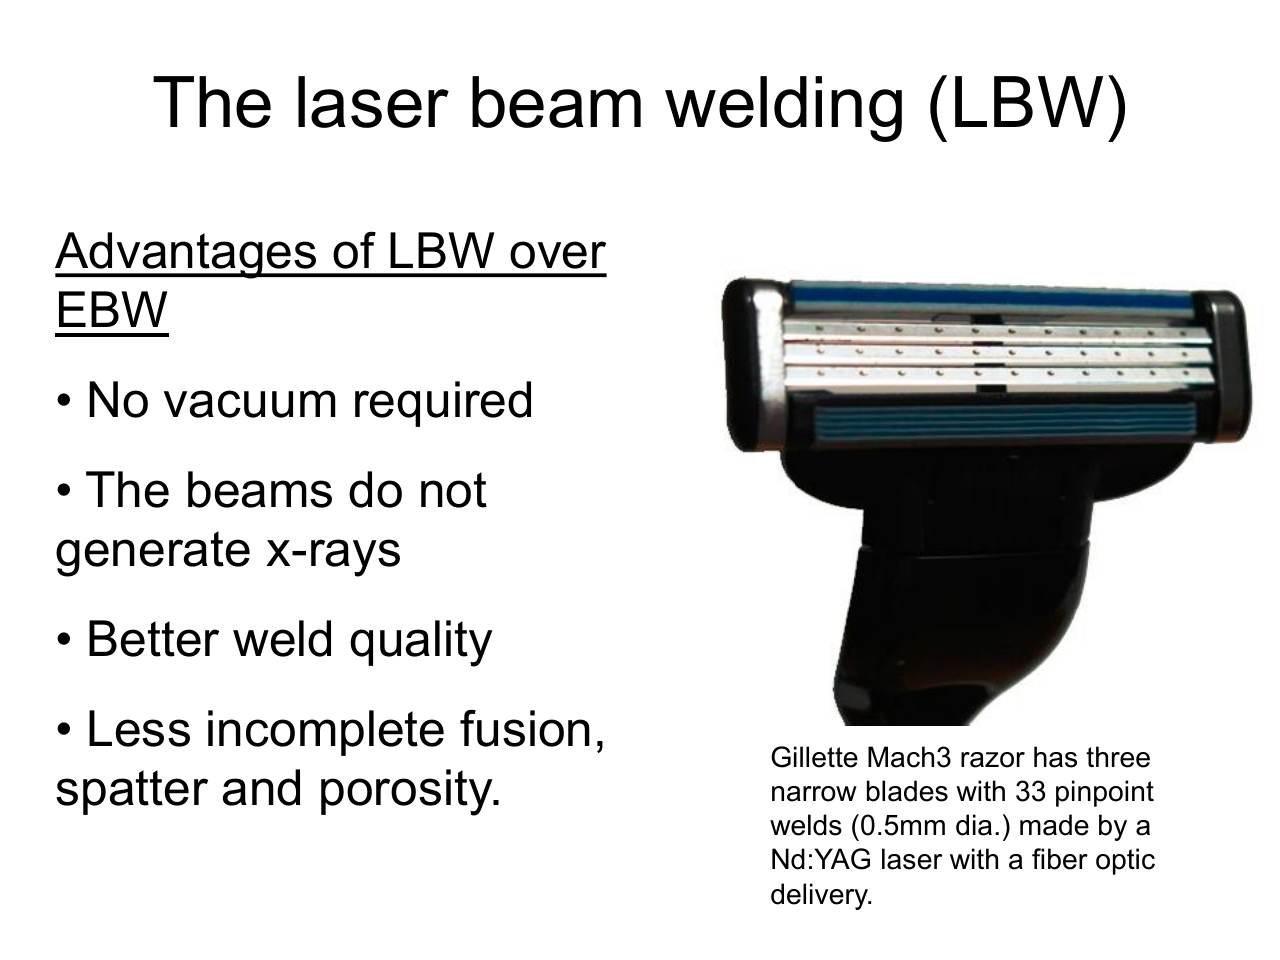 The laser beam welding (LBW)
Advantages of LBW over
EBW
• No vacuum required
• The beams do not
generate x-rays
• Better weld quality
• Less incomplete fusion,
spatter and porosity.
Gillette Mach3 razor has three
narrow blades with 33 pinpoint
welds (0.5mm dia.) made by a
Nd:YAG laser with a fiber optic
delivery.